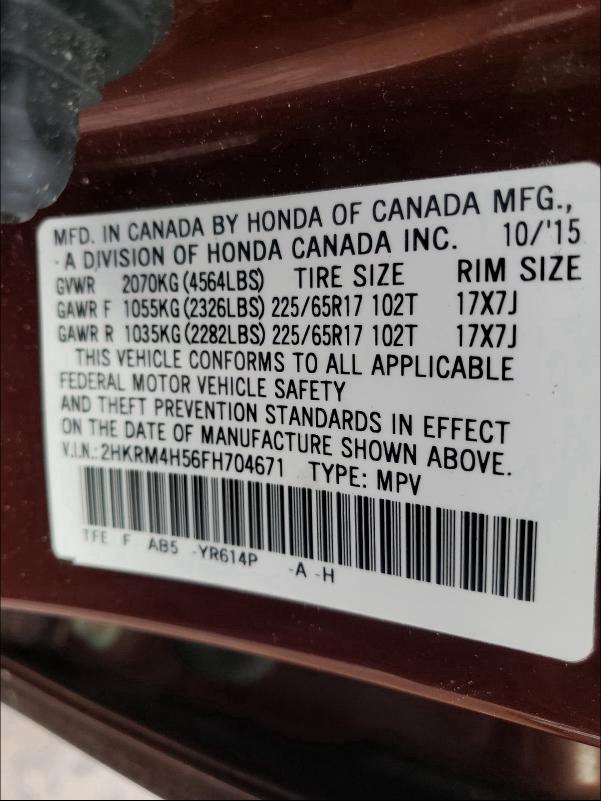 MFD. IN CANADA BY HONDA OF CANADA MFG.,
- A DIVISION OF HONDA CANADA INC. 10/'15
GVWR 2070KG(4564LBS) TIRE SIZE RIM SIZE
GAWR F 1055KG(2326LBS) 225/65R17 102T 17X7J
GAWR R 1035KG(2282LBS) 225/65R17 102T 17X7J
THIS VEHICLE CONFORMS TO ALL APPLICABLE
FEDERAL MOTOR VEHICLE SAFETY
AND THEFT PREVENTION STANDARDS IN EFFECT
ON THE DATE OF MANUFACTURE SHOWN ABOVE.
V.I.N.:2HKRM4H56FH704671 TYPE: MPV
TFE F AB5 -YR614P -A -H